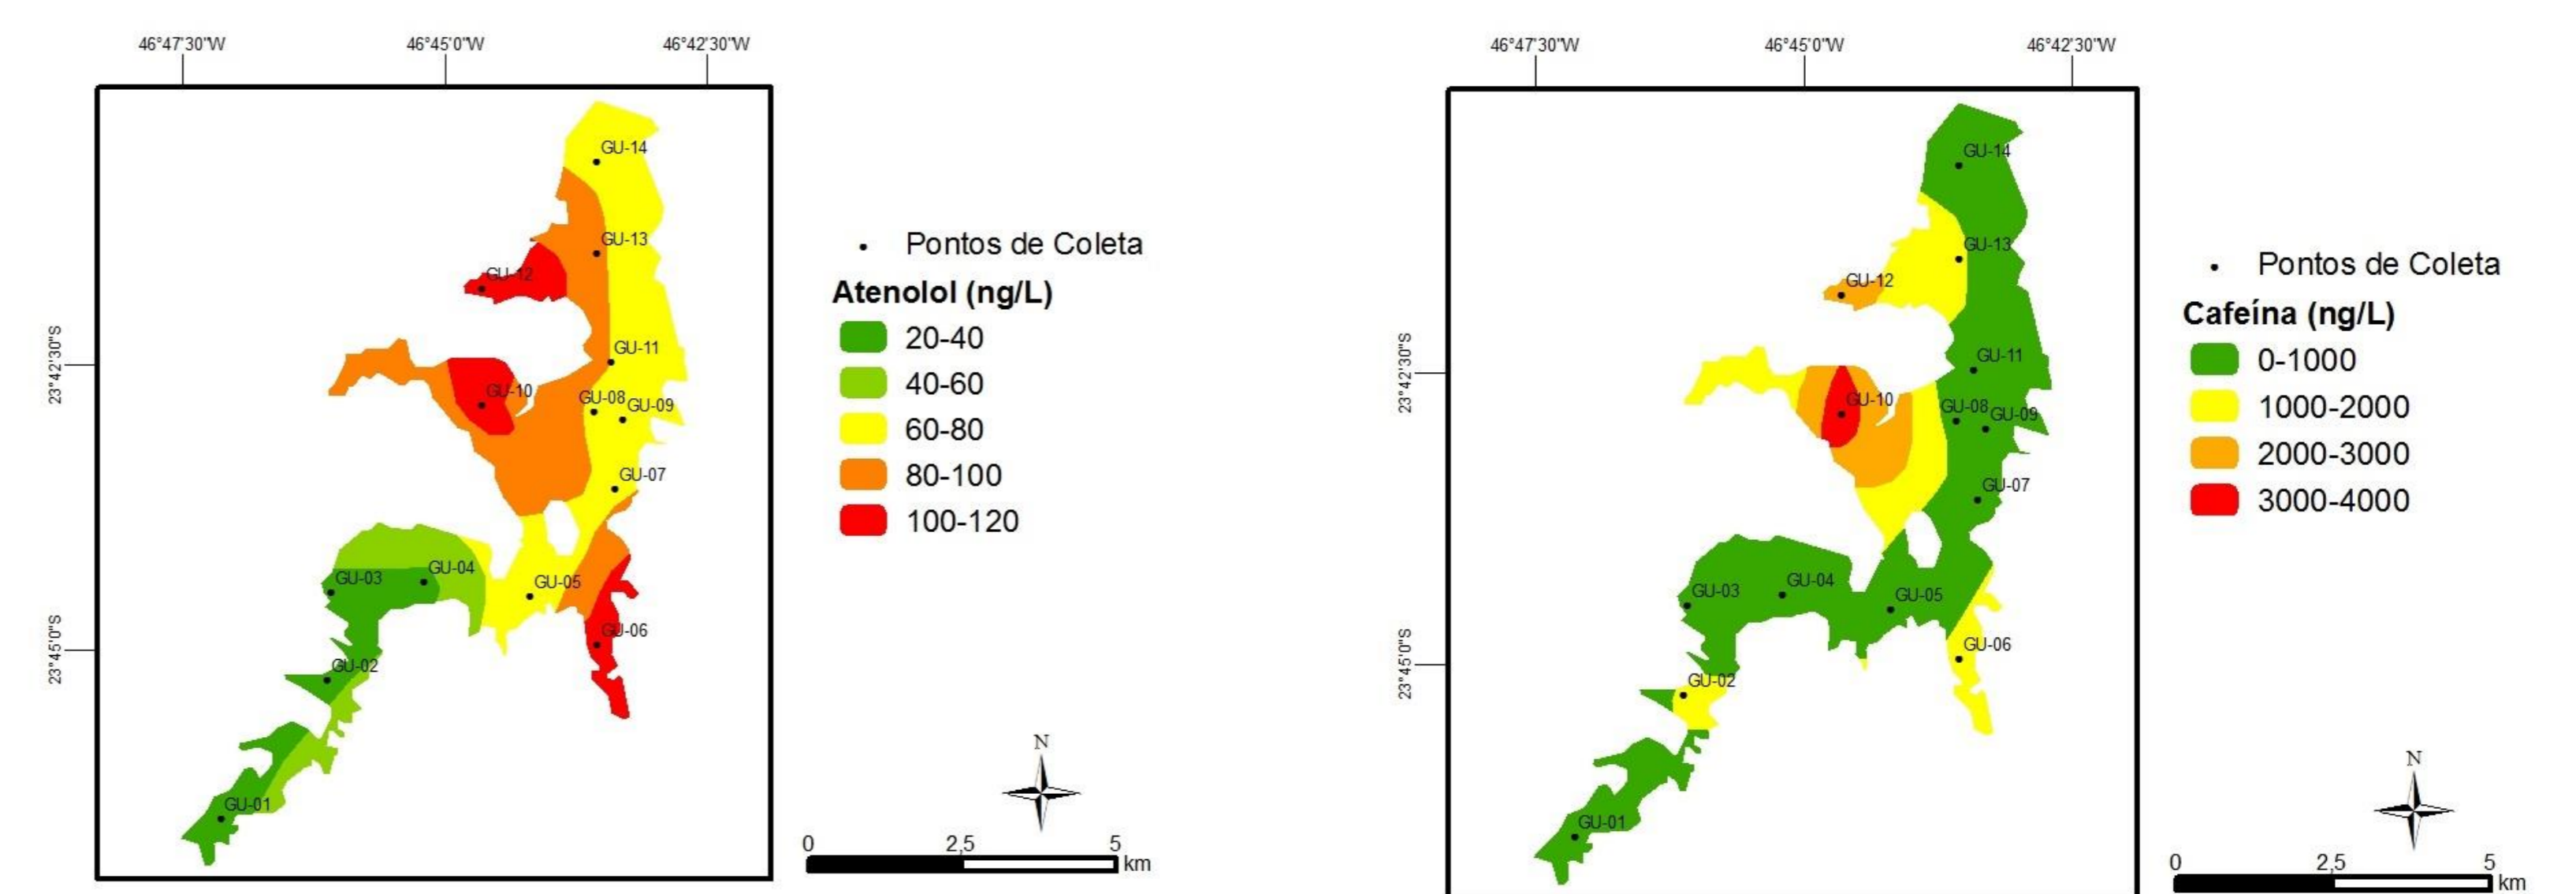 46°47'30"W
46°45'0"W
46°42'30"W
23°42'30"S
23°45'0"S
GU-14
GU-13
GU-12
GU-11
GU-10
GU-08
GU-09
GU-07
GU-04
GU-03
GU-05
GU-06
GU-02
GU-01
Pontos de Coleta
Atenolol (ng/L)
20-40
40-60
60-80
80-100
100-120
N
0 2,5 5
km
46°47'30"W
46°45'0"W
46°42'30"W
23°42'30"S
23°45'0"S
GU-14
GU-13
GU-12
GU-11
GU-10
GU-08
GU-09
GU-07
GU-04
GU-03
GU-05
GU-06
GU-02
GU-01
Pontos de Coleta
Cafeína (ng/L)
0-1000
1000-2000
2000-3000
3000-4000
N
0 2,5 5
km